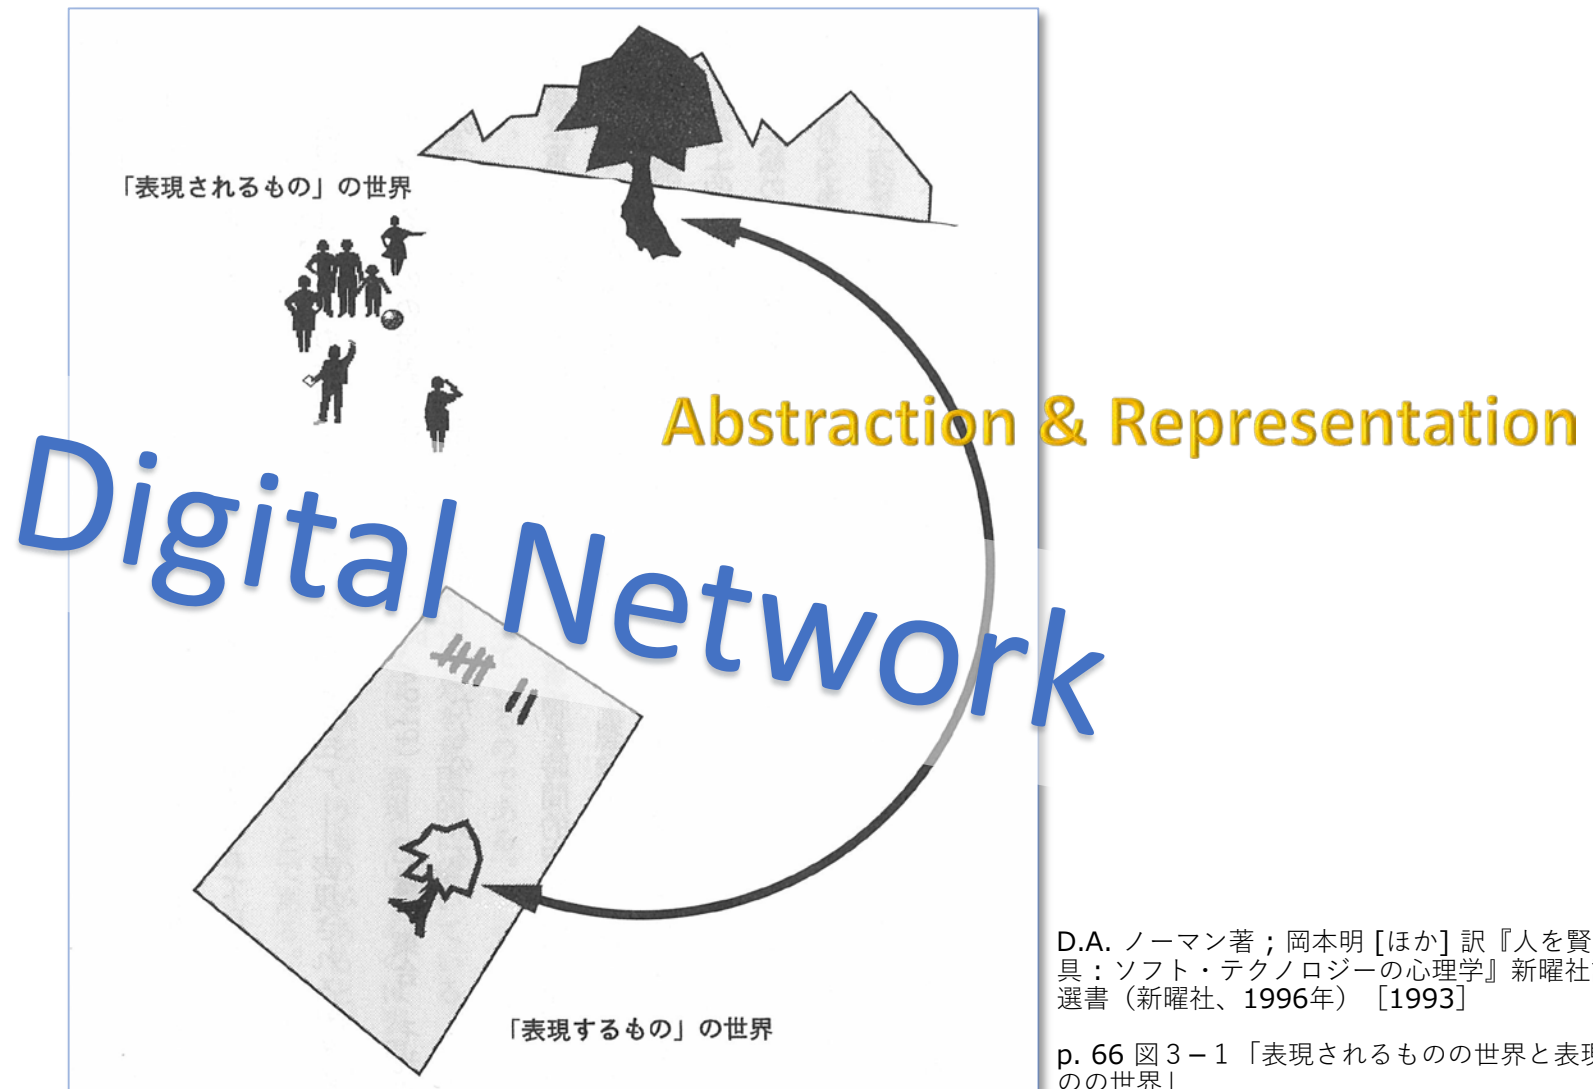 「表現されるもの」の世界
Abstraction & Representation
Digital Network
「表現するもの」の世界
D.A. ノーマン著 ; 岡本明 [ほか] 訳『人を賢
具 : ソフト・テクノロジーの心理学』新曜社
選書（新曜社、1996年）［1993］
p. 66 図３−１「表現されるものの世界と表現
のの世界」